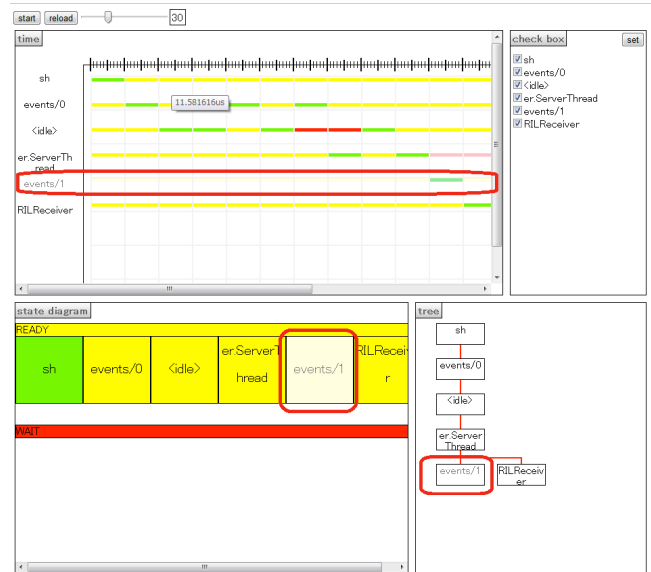 start reload 30
time
check box set
sh
events/0
<idle>
er.ServerTh
read
events/1
RILReceiver
11.581616us
sh
events/0
<idle>
er.ServerThread
events/1
RILReceiver
state diagram
READY
sh
events/0
<idle>
er.ServerT
hread
events/1
RILRecei
r
WAIT
tree
sh
events/0
<idle>
er.Server
Thread
events/1
RILReceiv
er